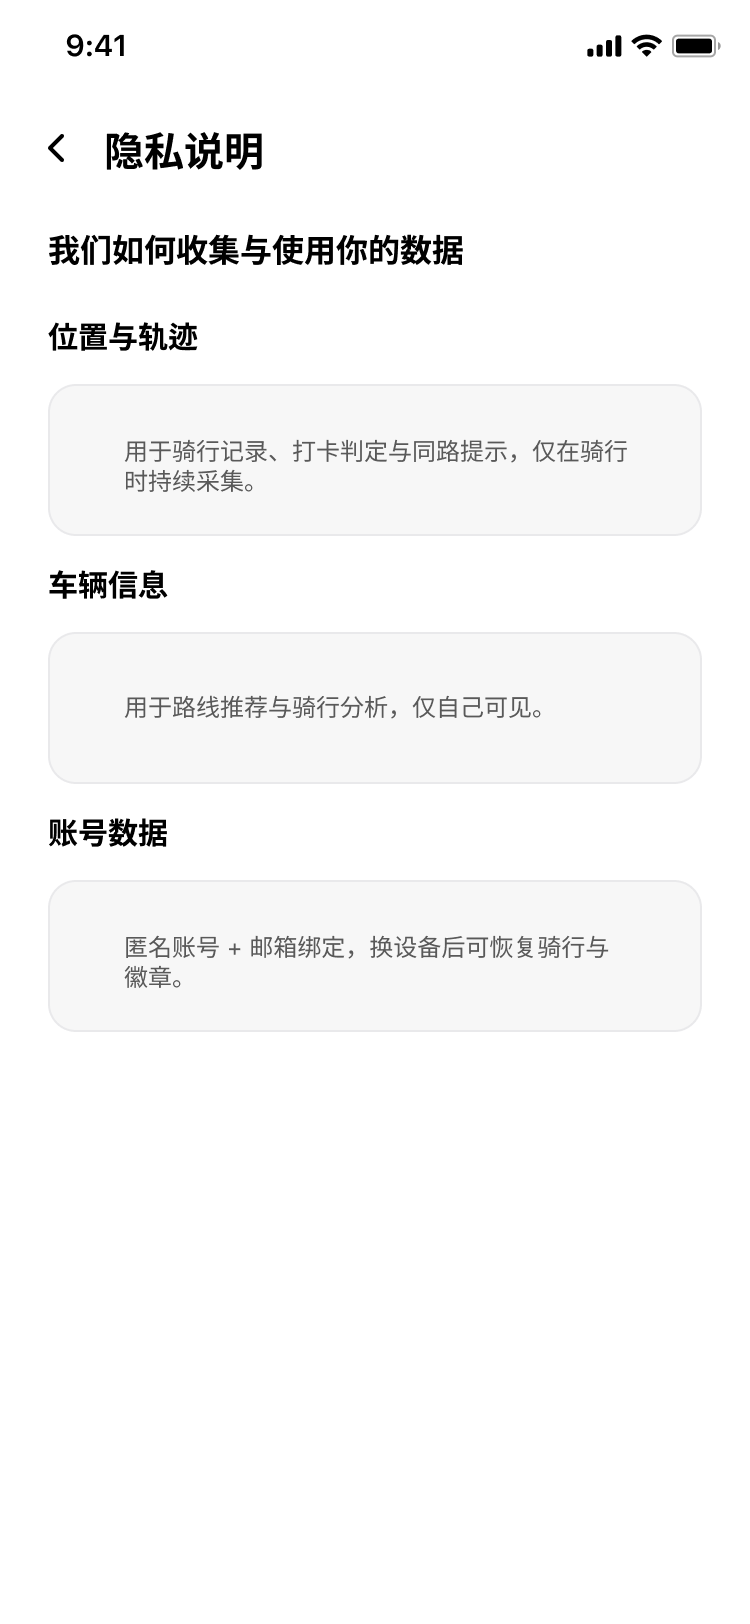 9:41
隐私说明
我们如何收集与使用你的数据
位置与轨迹
用于骑行记录、打卡判定与同路提示，仅在骑行
时持续采集。
车辆信息
用于路线推荐与骑行分析，仅自己可见。
账号数据
匿名账号 + 邮箱绑定，换设备后可恢复骑行与
徽章。